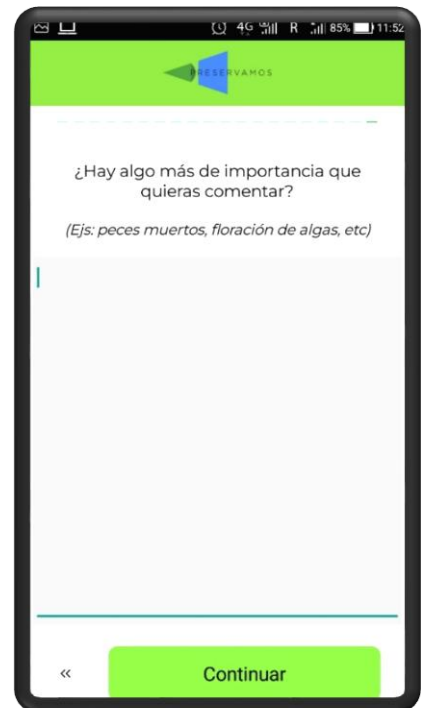 4G R 85% 11:52
PRESERVAMOS
¿Hay algo más de importancia que
quieras comentar?
(Ejs: peces muertos, floración de algas, etc)
« Continuar